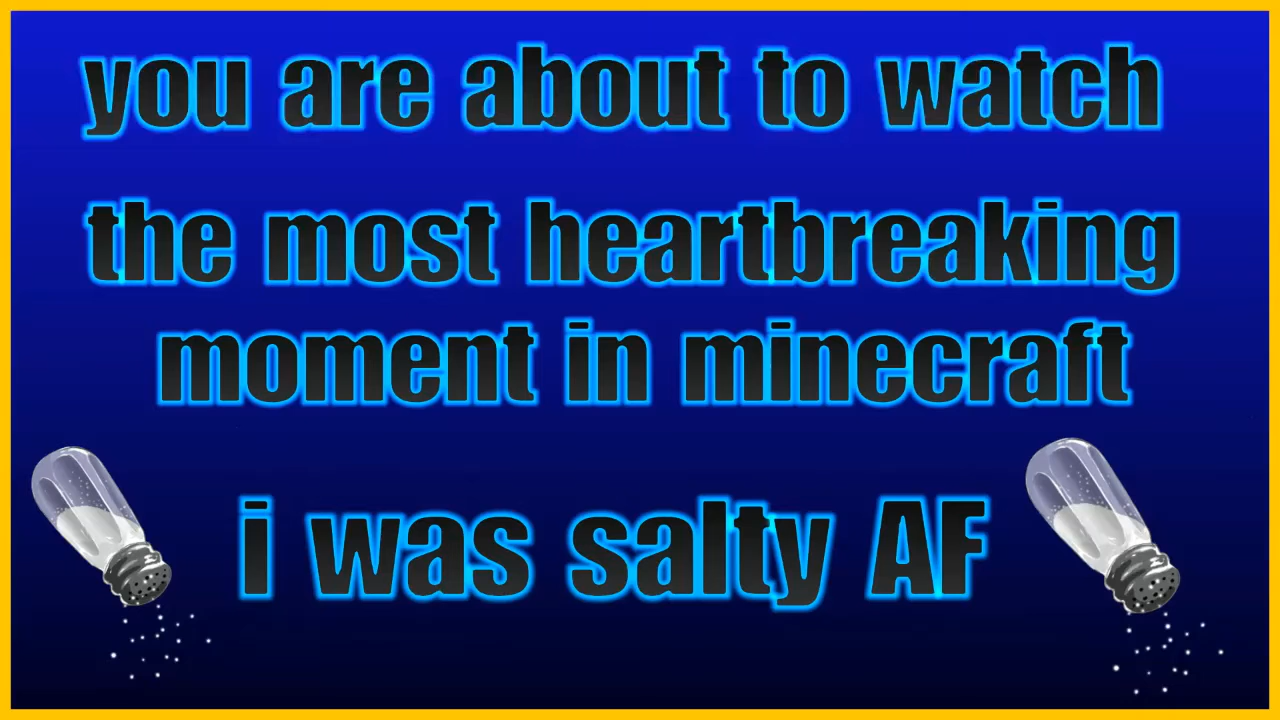 you are about to watch
the most heartbreaking
moment in minecraft
i was salty AF